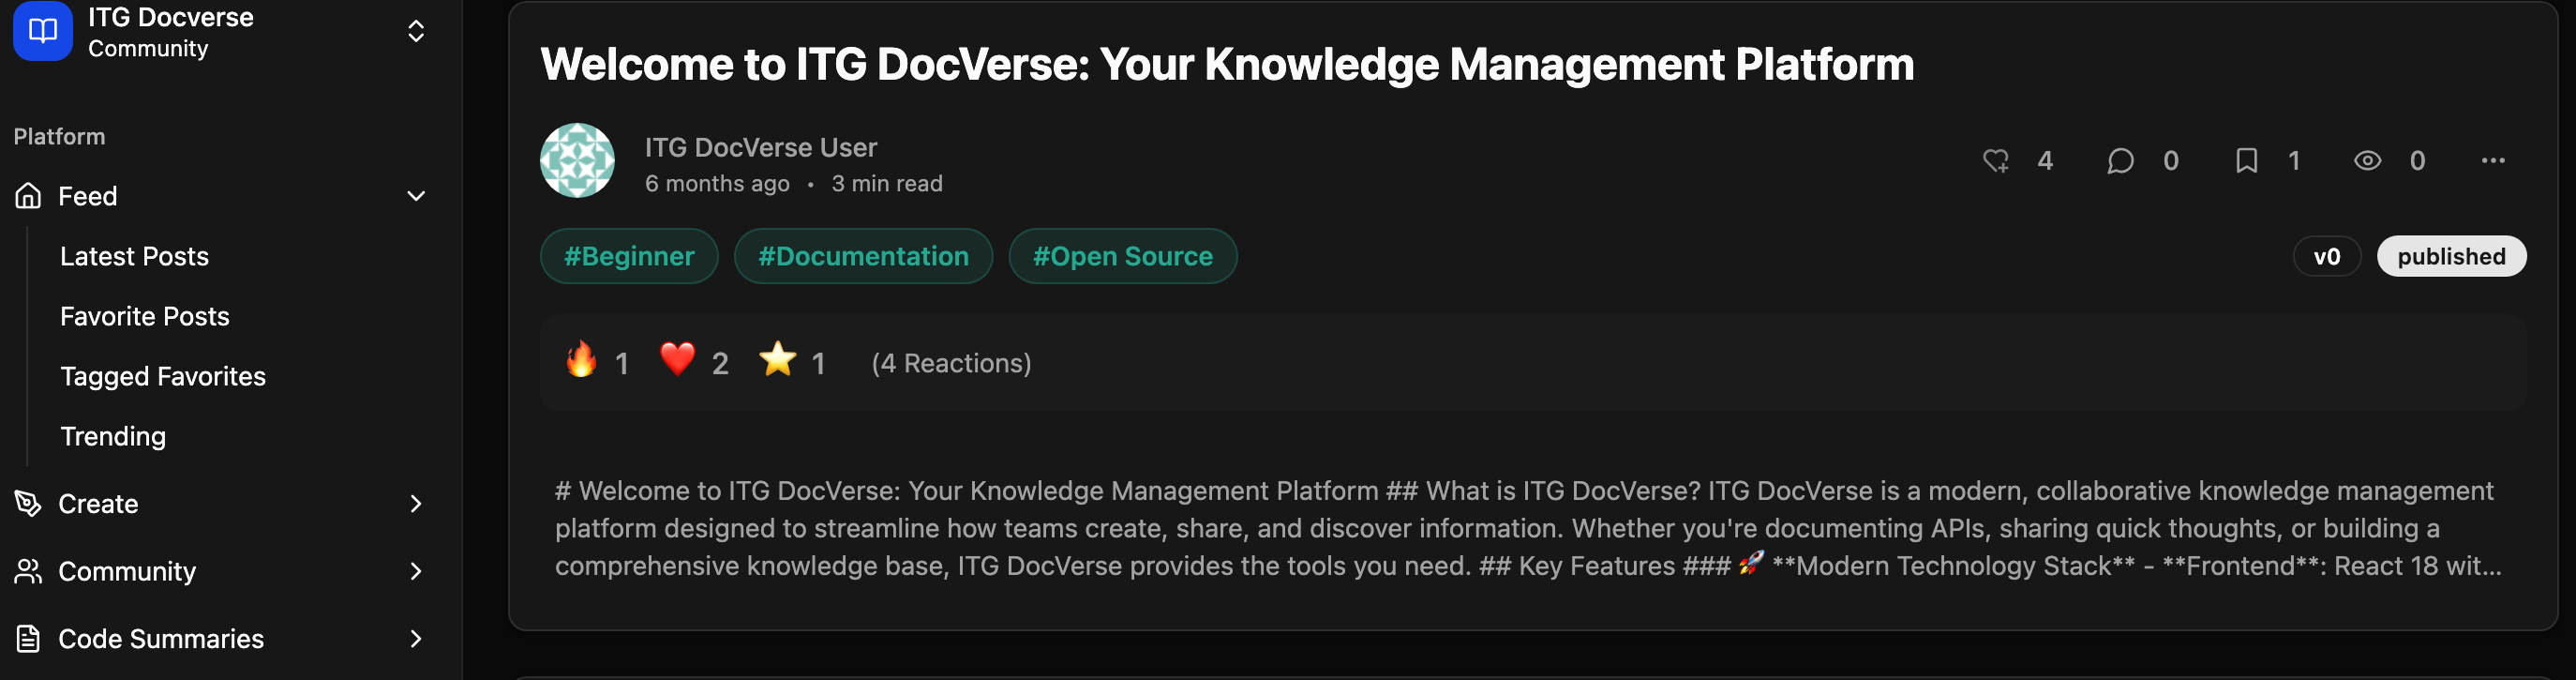 ITG Docverse
Community
Platform
Feed
Latest Posts
Favorite Posts
Tagged Favorites
Trending
Create
Community
Code Summaries
Welcome to ITG DocVerse: Your Knowledge Management Platform
ITG DocVerse User
6 months ago • 3 min read
4 0 1 0
#Beginner #Documentation #Open Source
v0 published
🔥 1 ❤️ 2 ⭐ 1 (4 Reactions)
# Welcome to ITG DocVerse: Your Knowledge Management Platform ## What is ITG DocVerse? ITG DocVerse is a modern, collaborative knowledge management
platform designed to streamline how teams create, share, and discover information. Whether you're documenting APIs, sharing quick thoughts, or building a
comprehensive knowledge base, ITG DocVerse provides the tools you need. ## Key Features ### 🚀 **Modern Technology Stack** - **Frontend**: React 18 wit...